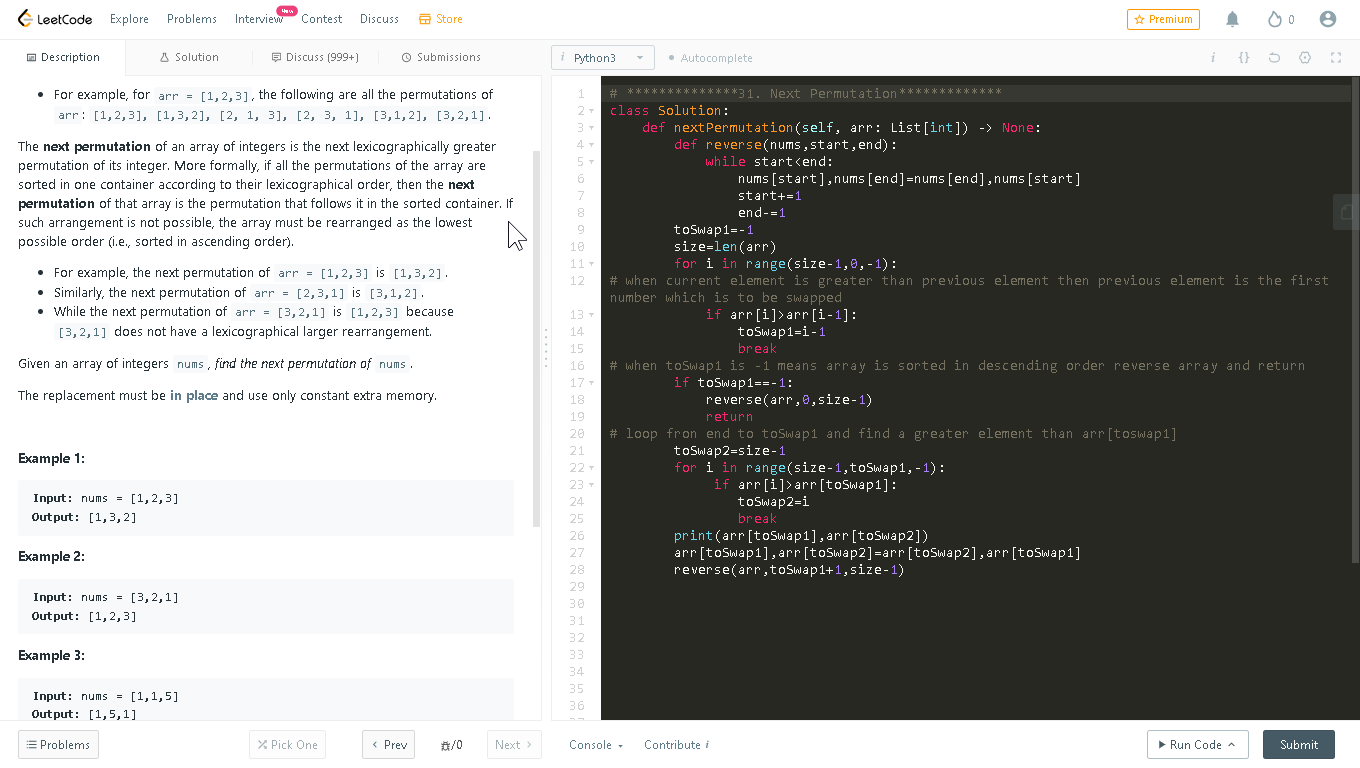 LeetCode Explore Problems Interview New Contest Discuss Store Premium 0
Description Solution Discuss (999+) Submissions i Python3 Autocomplete i {}
For example, for arr = [1,2,3], the following are all the permutations of
arr: [1,2,3], [1,3,2], [2, 1, 3], [2, 3, 1], [3,1,2], [3,2,1].
The next permutation of an array of integers is the next lexicographically greater
permutation of its integer. More formally, if all the permutations of the array are
sorted in one container according to their lexicographical order, then the next
permutation of that array is the permutation that follows it in the sorted container. If
such arrangement is not possible, the array must be rearranged as the lowest
possible order (i.e., sorted in ascending order).
For example, the next permutation of arr = [1,2,3] is [1,3,2].
Similarly, the next permutation of arr = [2,3,1] is [3,1,2].
While the next permutation of arr = [3,2,1] is [1,2,3] because
[3,2,1] does not have a lexicographical larger rearrangement.
Given an array of integers nums, find the next permutation of nums.
The replacement must be in place and use only constant extra memory.
Example 1:
Input: nums = [1,2,3]
Output: [1,3,2]
Example 2:
Input: nums = [3,2,1]
Output: [1,2,3]
Example 3:
Input: nums = [1,1,5]
Output: [1,5,1]
1 # **************31. Next Permutation*************
2 class Solution:
3 def nextPermutation(self, arr: List[int]) -> None:
4 def reverse(nums,start,end):
5 while start<end:
6 nums[start],nums[end]=nums[end],nums[start]
7 start+=1
8 end-=1
9 toSwap1=-1
10 size=len(arr)
11 for i in range(size-1,0,-1):
12 # when current element is greater than previous element then previous element is the first
number which is to be swapped
13 if arr[i]>arr[i-1]:
14 toSwap1=i-1
15 break
16 # when toSwap1 is -1 means array is sorted in descending order reverse array and return
17 if toSwap1==-1:
18 reverse(arr,0,size-1)
19 return
20 # loop fron end to toSwap1 and find a greater element than arr[toswap1]
21 toSwap2=size-1
22 for i in range(size-1,toSwap1,-1):
23 if arr[i]>arr[toSwap1]:
24 toSwap2=i
25 break
26 print(arr[toSwap1],arr[toSwap2])
27 arr[toSwap1],arr[toSwap2]=arr[toSwap2],arr[toSwap1]
28 reverse(arr,toSwap1+1,size-1)
29
30
31
32
33
34
35
36
37
Problems Pick One Prev /0 Next Console Contribute i Run Code Submit